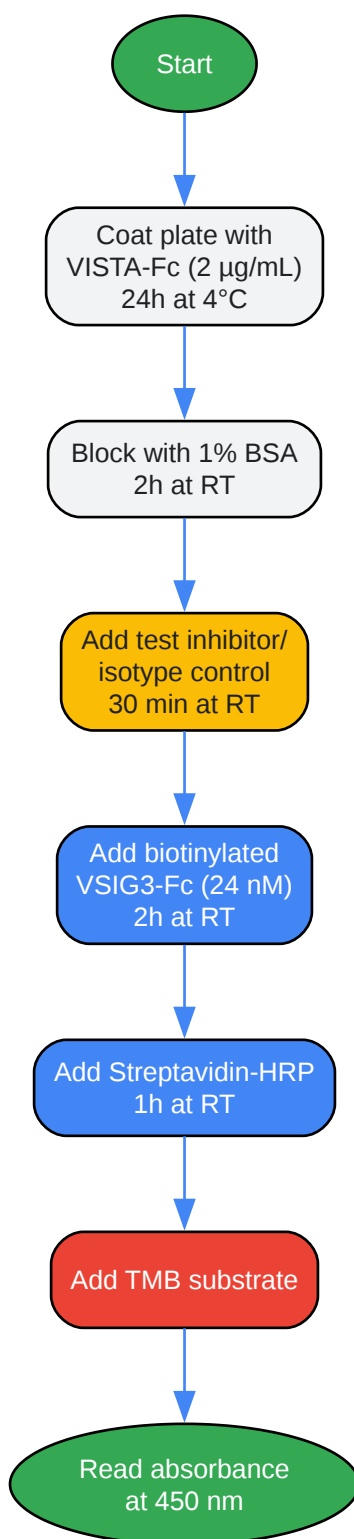 Start
Coat plate with
VISTA-Fc (2 µg/mL)
24h at 4°C
Block with 1% BSA
2h at RT
Add test inhibitor/
isotype control
30 min at RT
Add biotinylated
VSIG3-Fc (24 nM)
2h at RT
Add Streptavidin-HRP
1h at RT
Add TMB substrate
Read absorbance
at 450 nm